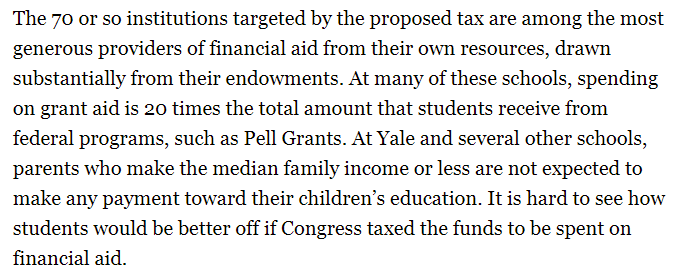 The 70 or so institutions targeted by the proposed tax are among the most
generous providers of financial aid from their own resources, drawn
substantially from their endowments. At many of these schools, spending
on grant aid is 20 times the total amount that students receive from
federal programs, such as Pell Grants. At Yale and several other schools,
parents who make the median family income or less are not expected to
make any payment toward their children’s education. It is hard to see how
students would be better off if Congress taxed the funds to be spent on
financial aid.